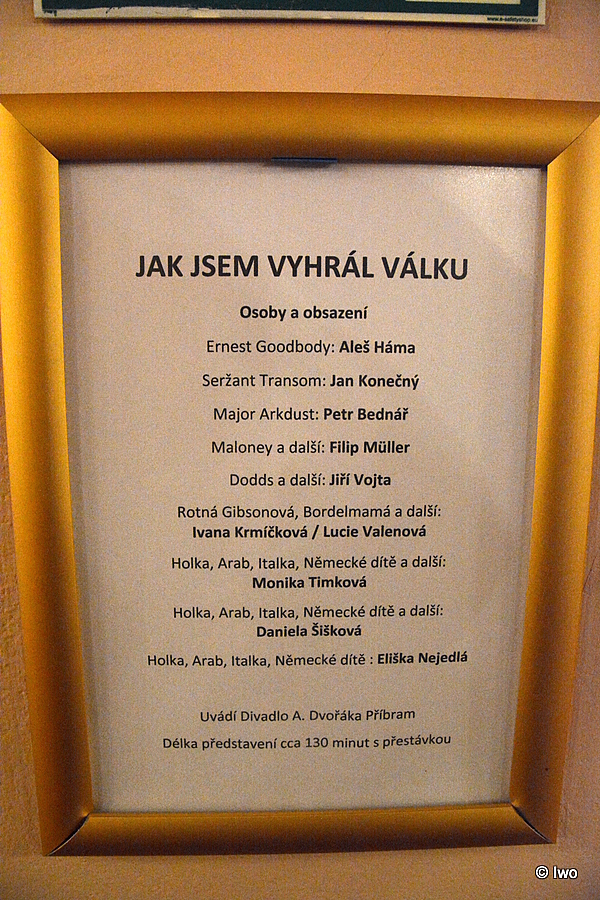 www.e-safetyshop.eu
JAK JSEM VYHRÁL VÁLKU
Osoby a obsazení
Ernest Goodbody: Aleš Háma
Seržant Transom: Jan Konečný
Major Arkdust: Petr Bednář
Maloney a další: Filip Müller
Dodds a další: Jiří Vojta
Rotná Gibsonová, Bordelmamá a další:
Ivana Krmíčková / Lucie Valenová
Holka, Arab, Italka, Německé dítě a další:
Monika Timková
Holka, Arab, Italka, Německé dítě a další:
Daniela Šišková
Holka, Arab, Italka, Německé dítě : Eliška Nejedlá
Uvádí Divadlo A. Dvořáka Příbram
Délka představení cca 130 minut s přestávkou
© Iwo